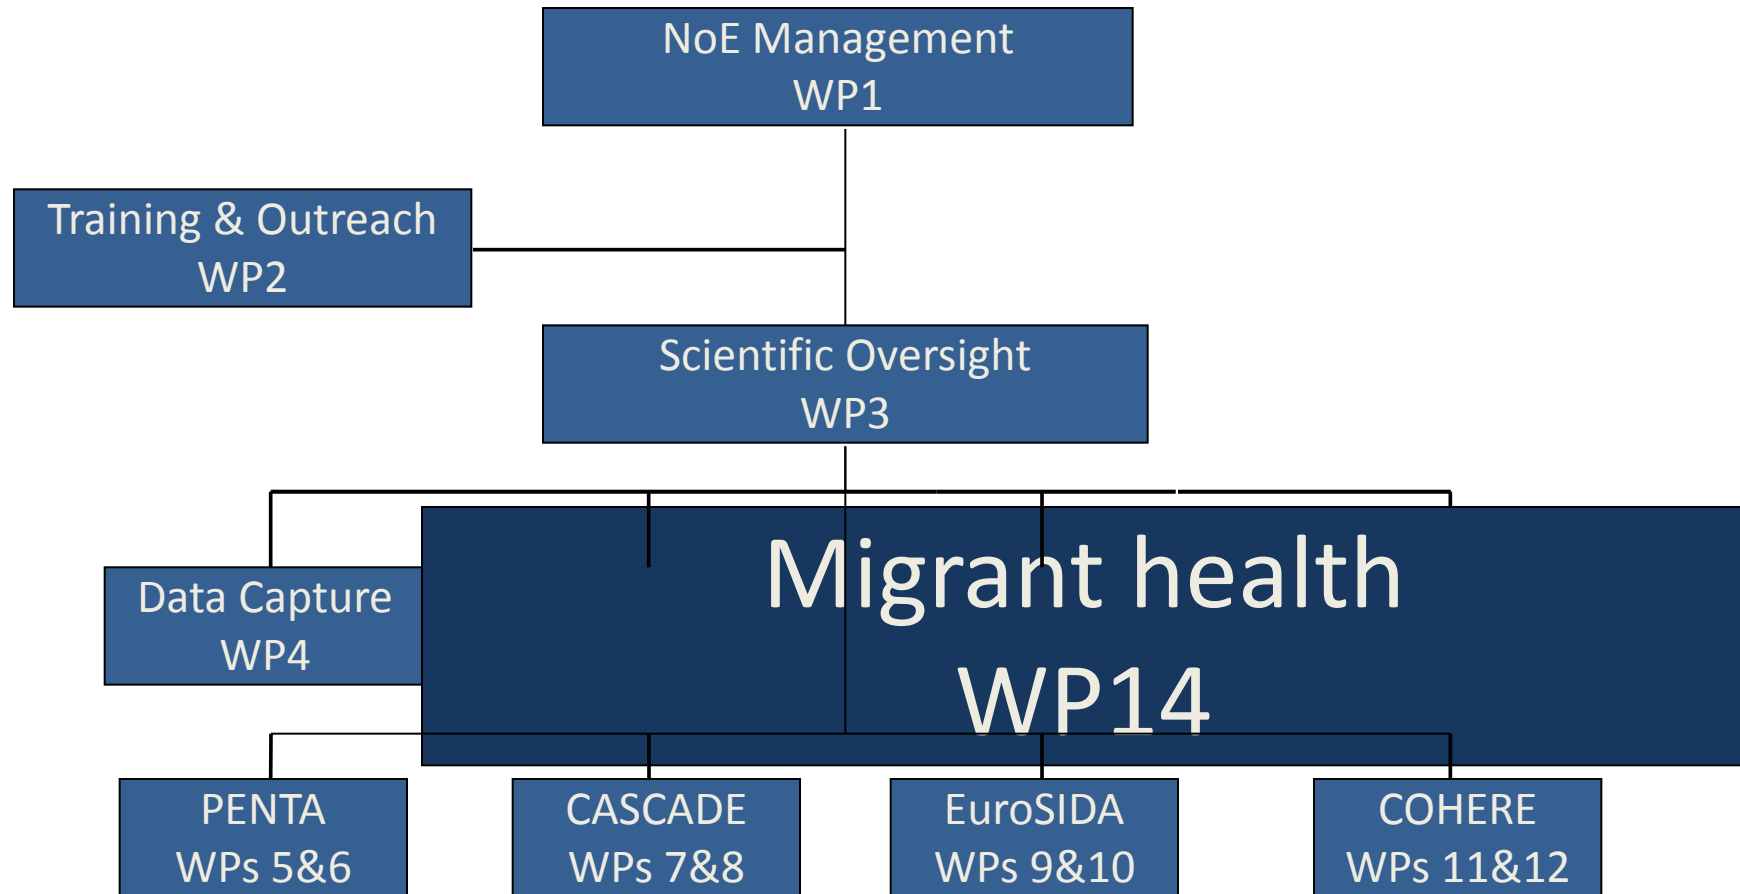 NoE Management
WP1
Training & Outreach
WP2
Scientific Oversight
WP3
Data Capture
WP4
Migrant health
WP14
PENTA
WPs 5&6
CASCADE
WPs 7&8
EuroSIDA
WPs 9&10
COHERE
WPs 11&12